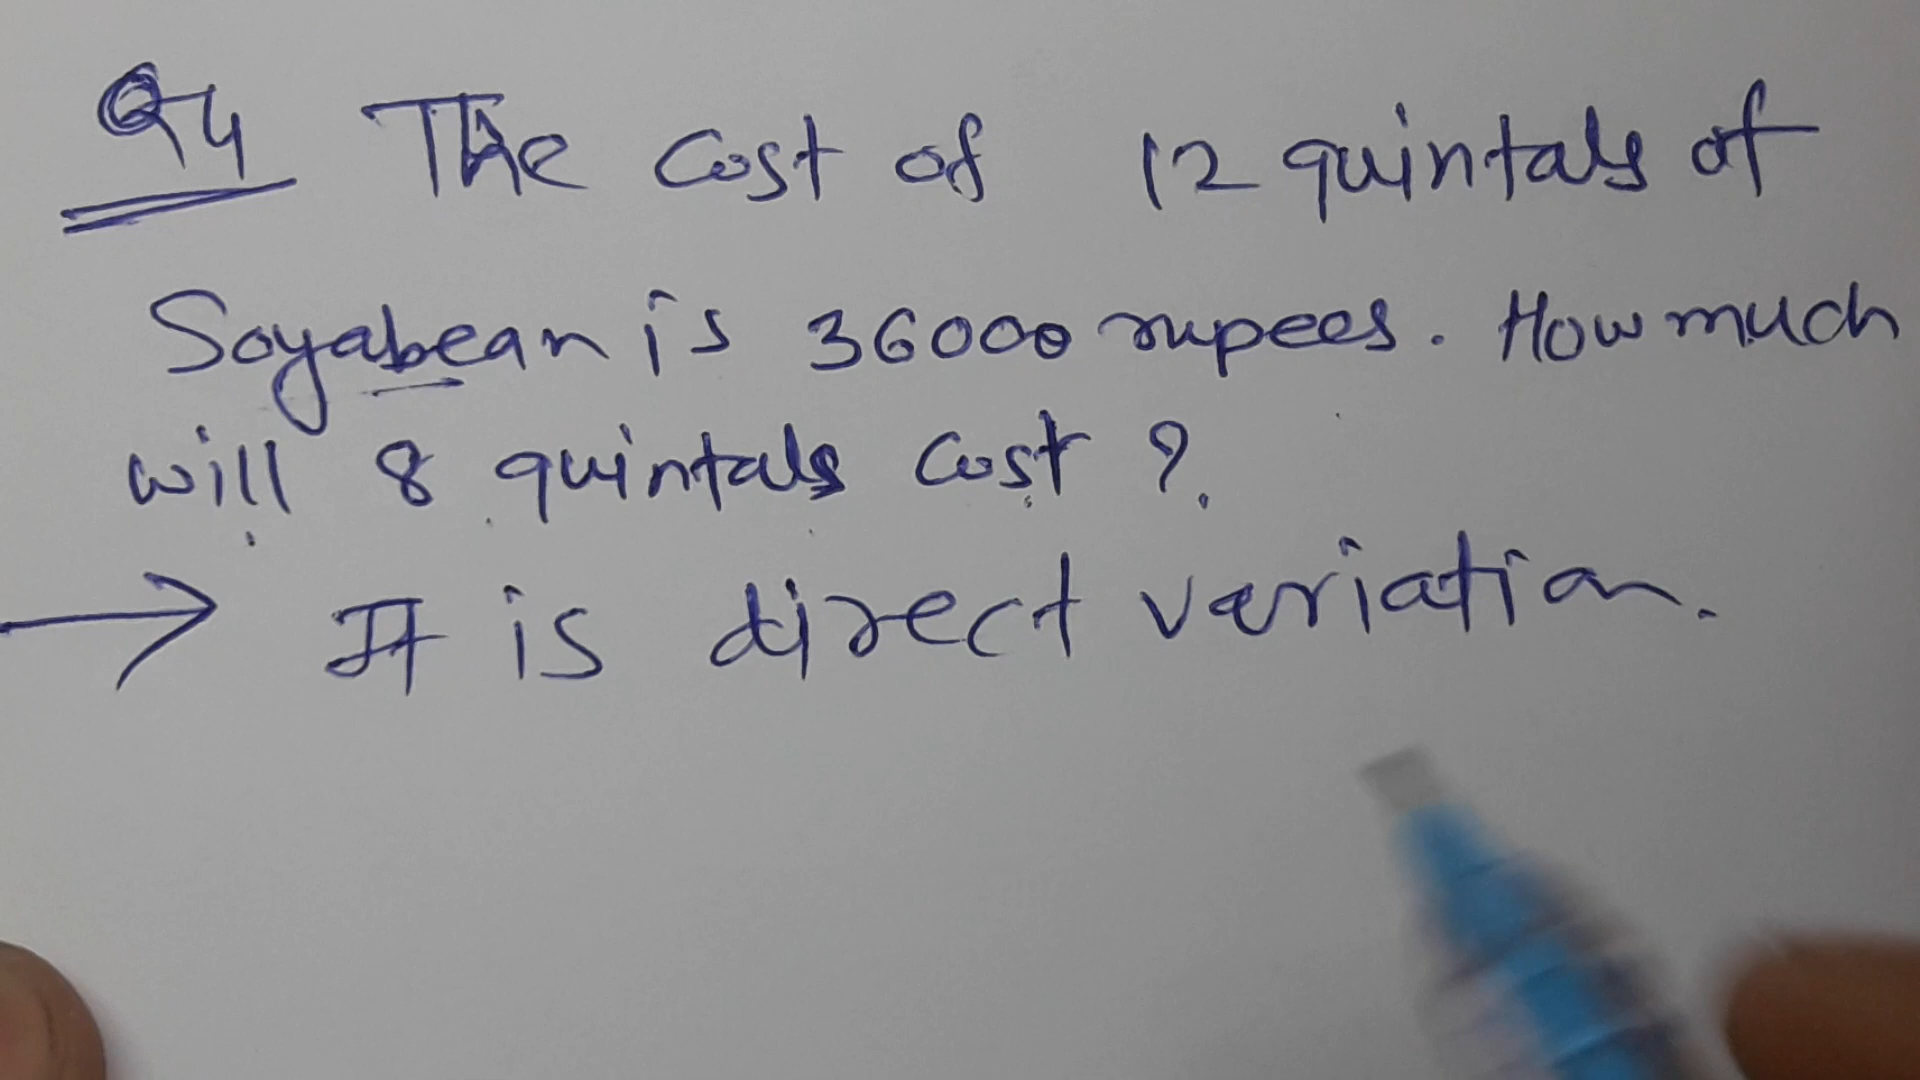 Q4 The Cost of 12 quintals of
Soyabean is 36000 rupees. How much
will 8 quintals cost ?
→ It is direct variation.